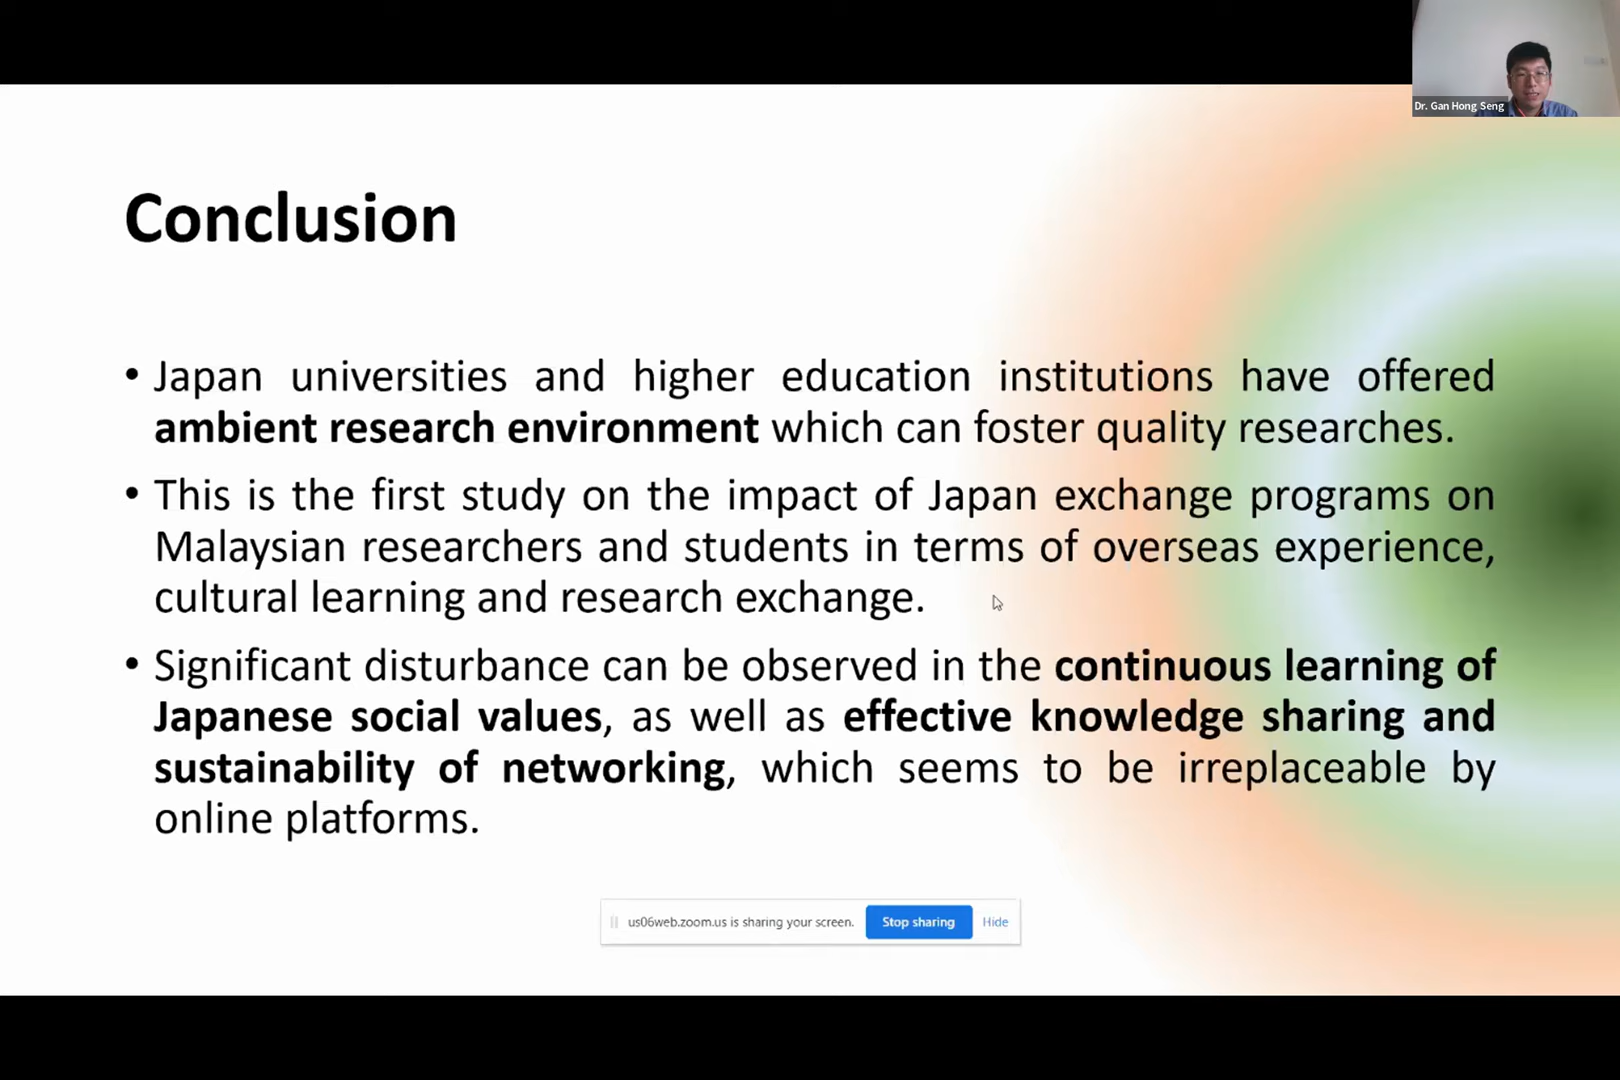 Dr. Gan Hong Seng
Conclusion
• Japan universities and higher education institutions have offered
ambient research environment which can foster quality researches.
• This is the first study on the impact of Japan exchange programs on
Malaysian researchers and students in terms of overseas experience,
cultural learning and research exchange.
• Significant disturbance can be observed in the continuous learning of
Japanese social values, as well as effective knowledge sharing and
sustainability of networking, which seems to be irreplaceable by
online platforms.
us06web.zoom.us is sharing your screen. Stop sharing Hide